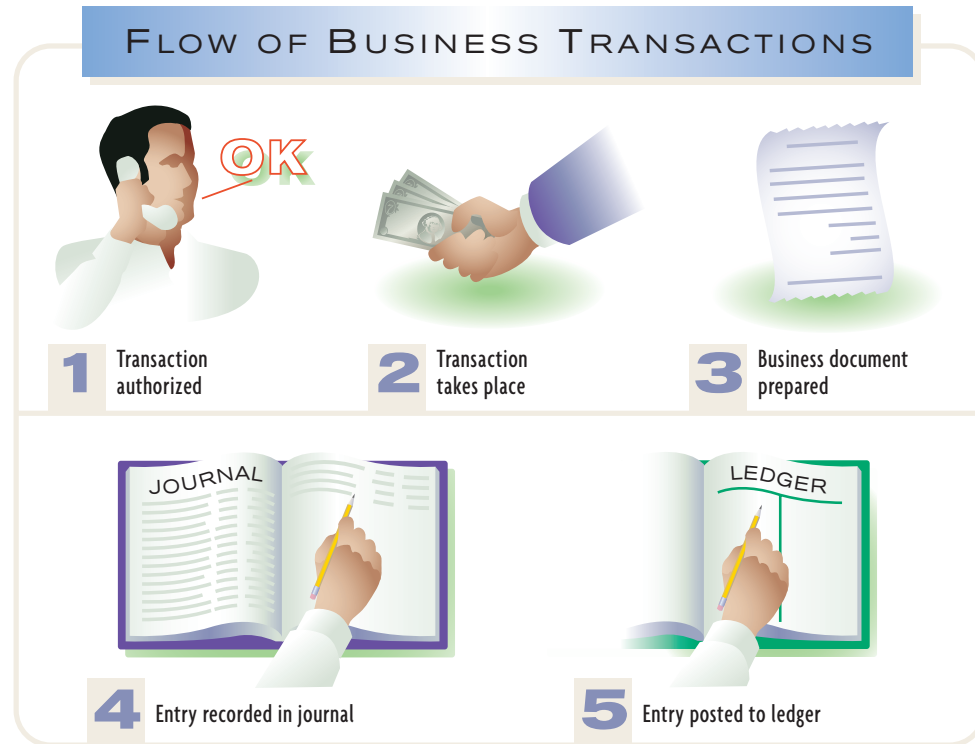 FLOW OF BUSINESS TRANSACTIONS
OK
1 Transaction
authorized
2 Transaction
takes place
3 Business document
prepared
JOURNAL
4 Entry recorded in journal
LEDGER
5 Entry posted to ledger